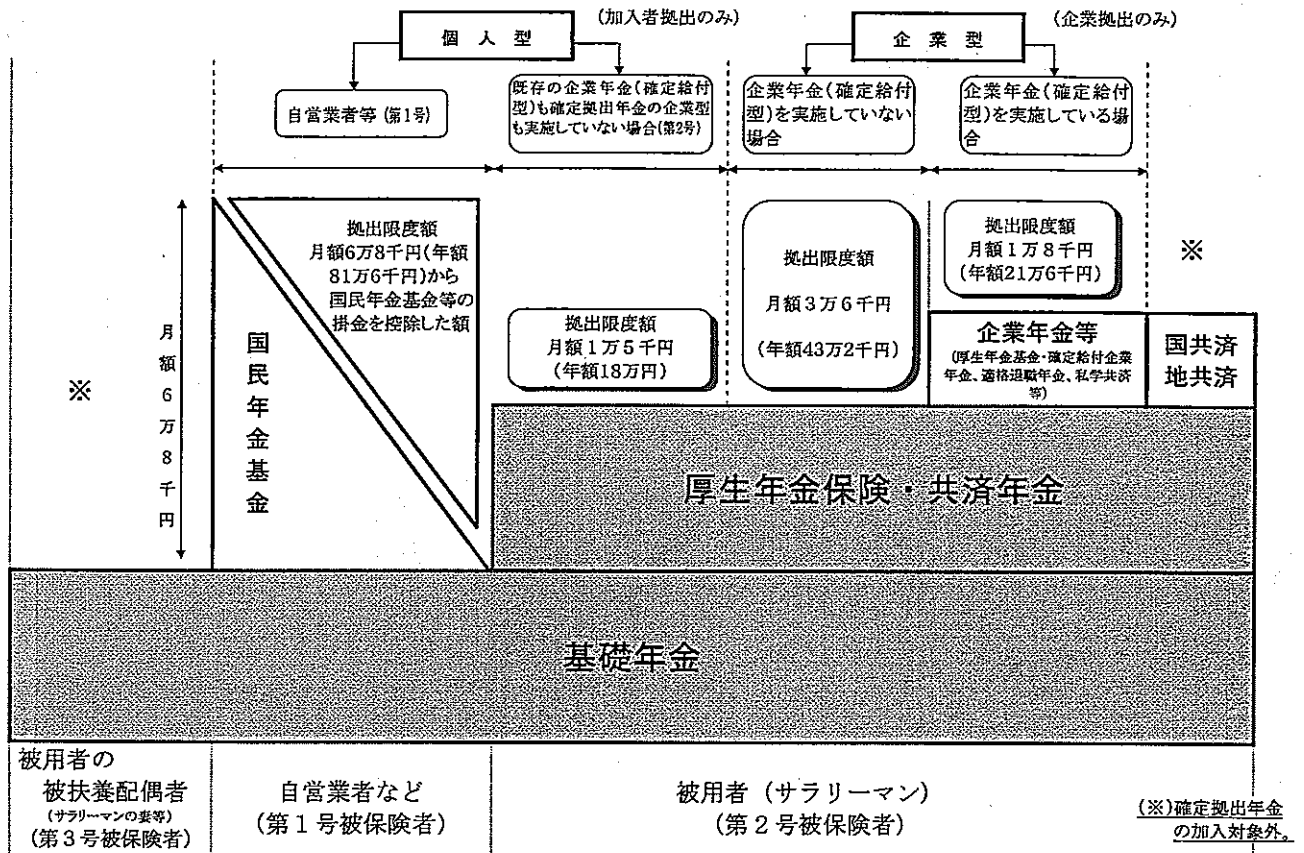 個 人 型
(加入者拠出のみ)
企 業 型
(企業拠出のみ)
自営業者等 (第1号)
既存の企業年金(確定給付
型)も確定拠出年金の企業型
も実施していない場合(第2号)
企業年金(確定給付
型)を実施していない
場合
企業年金(確定給付
型)を実施している場
合
※
月額6万8千円
国民年金基金
拠出限度額
月額6万8千円(年額
81万6千円)から
国民年金基金等の
掛金を控除した額
拠出限度額
月額1万5千円
(年額18万円)
拠出限度額
月額3万6千円
(年額43万2千円)
拠出限度額
月額1万8千円
(年額21万6千円)
※
企業年金等
(厚生年金基金・確定給付企業
年金、適格退職年金、私学共済
等)
国共済
地共済
厚生年金保険・共済年金
基礎年金
被用者の
被扶養配偶者
(サラリーマンの妻等)
(第3号被保険者)
自営業者など
(第1号被保険者)
被用者(サラリーマン)
(第2号被保険者)
(※)確定拠出年金
の加入対象外。